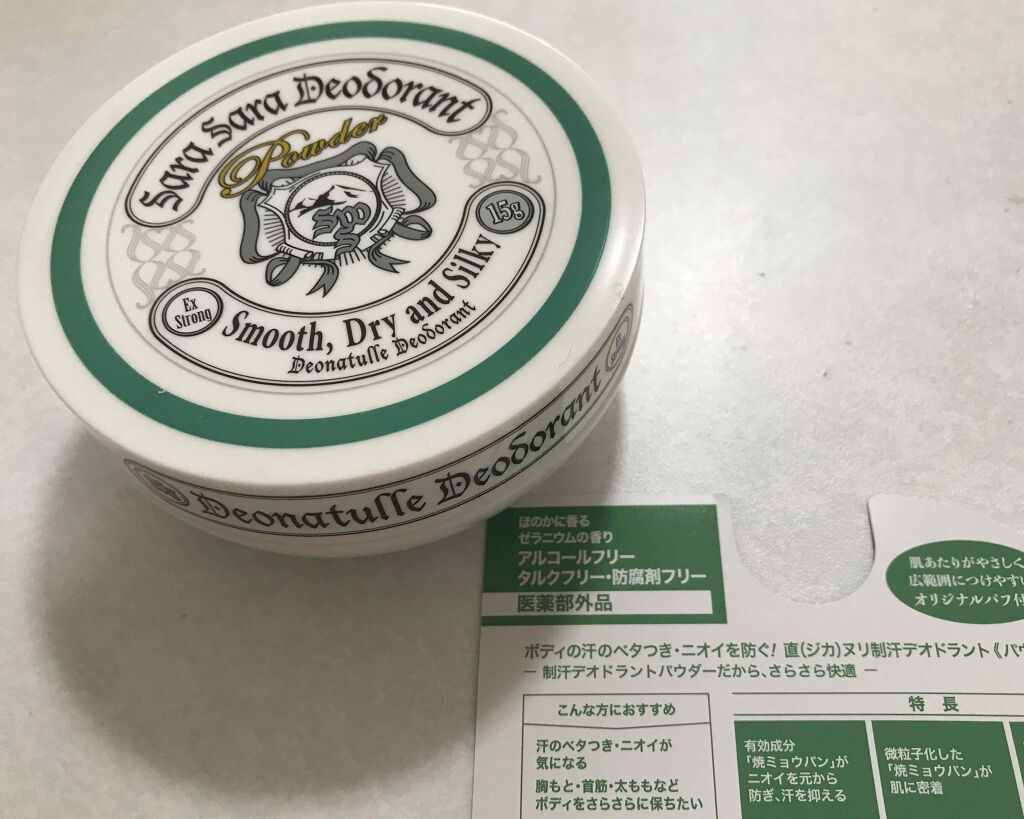 Sara Sara Deodorant
Powder
15g
Ex
Strong
Smooth, Dry and Silky
Deonatulle Deodorant
Deonatulle Deodorant
Ex
Strong
ほのかに香る
ゼラニウムの香り
アルコールフリー
タルクフリー・防腐剤フリー
医薬部外品
肌あたりがやさしく
広範囲につけやすい
オリジナルパフ付
ボディの汗のベタつき・ニオイを防ぐ! 直(ジカ)ヌリ制汗デオドラント《パウ
― 制汗デオドラントパウダーだから、さらさら快適 ―
こんな方におすすめ
汗のベタつき・ニオイが
気になる
胸もと・首筋・太ももなど
ボディをさらさらに保ちたい
特 長
有効成分
「焼ミョウバン」が
ニオイを元から
防ぎ、汗を抑える
微粒子化した
「焼ミョウバン」が
肌に密着